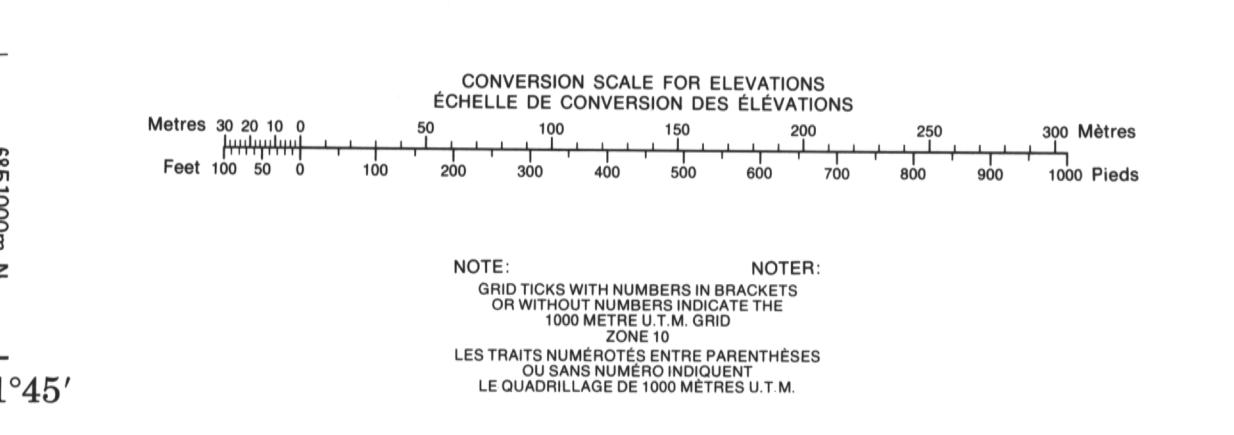 CONVERSION SCALE FOR ELEVATIONS
ÉCHELLE DE CONVERSION DES ÉLÉVATIONS
Metres 30 20 10 0 50 100 150 200 250 300 Mètres
Feet 100 50 0 100 200 300 400 500 600 700 800 900 1000 Pieds
NOTE: NOTER:
GRID TICKS WITH NUMBERS IN BRACKETS
OR WITHOUT NUMBERS INDICATE THE
1000 METRE U.T.M. GRID
ZONE 10
LES TRAITS NUMÉROTÉS ENTRE PARENTHÈSES
OU SANS NUMÉRO INDIQUENT
LE QUADRILLAGE DE 1000 MÈTRES U.T.M.
°45′